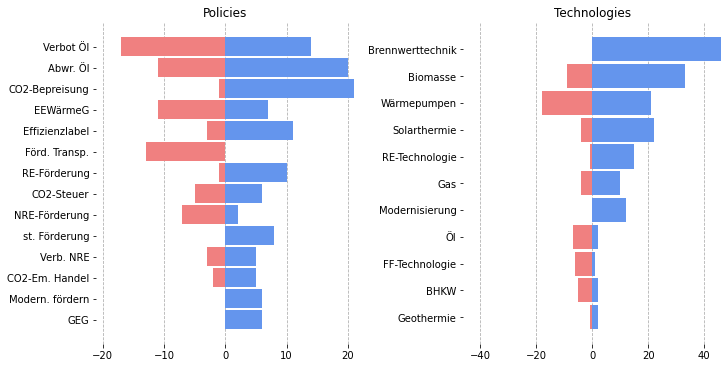 Policies
Verbot Öl
Abwr. Öl
CO2-Bepreisung
EEWärmeG
Effizienzlabel
Förd. Transp.
RE-Förderung
CO2-Steuer
NRE-Förderung
st. Förderung
Verb. NRE
CO2-Em. Handel
Modern. fördern
GEG
−20 −10 0 10 20
Technologies
Brennwerttechnik
Biomasse
Wärmepumpen
Solarthermie
RE-Technologie
Gas
Modernisierung
Öl
FF-Technologie
BHKW
Geothermie
−40 −20 0 20 40